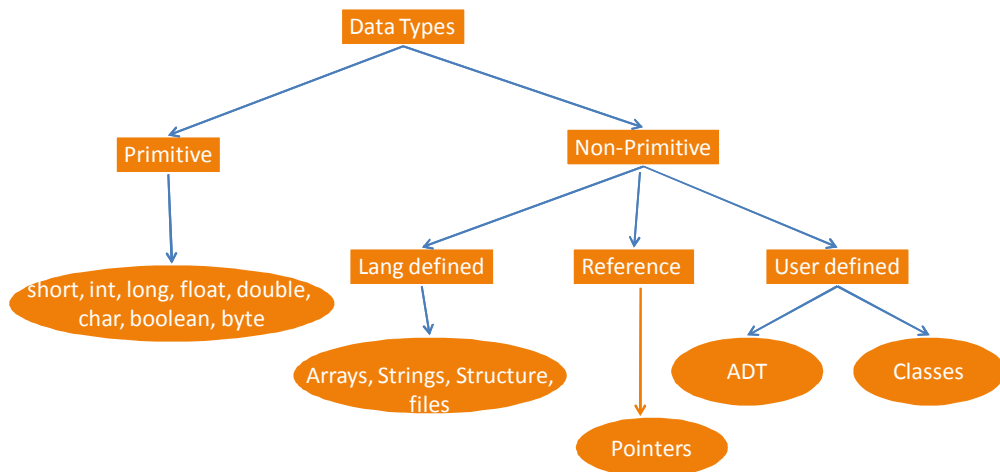 Data Types
Primitive
Non-Primitive
Lang defined
Reference
User defined
short, int, long, float, double,
char, boolean, byte
Arrays, Strings, Structure,
files
ADT
Classes
Pointers